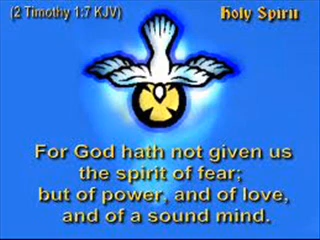 (2 Timothy 1:7 KJV) Holy Spirit
For God hath not given us
the spirit of fear;
but of power, and of love,
and of a sound mind.